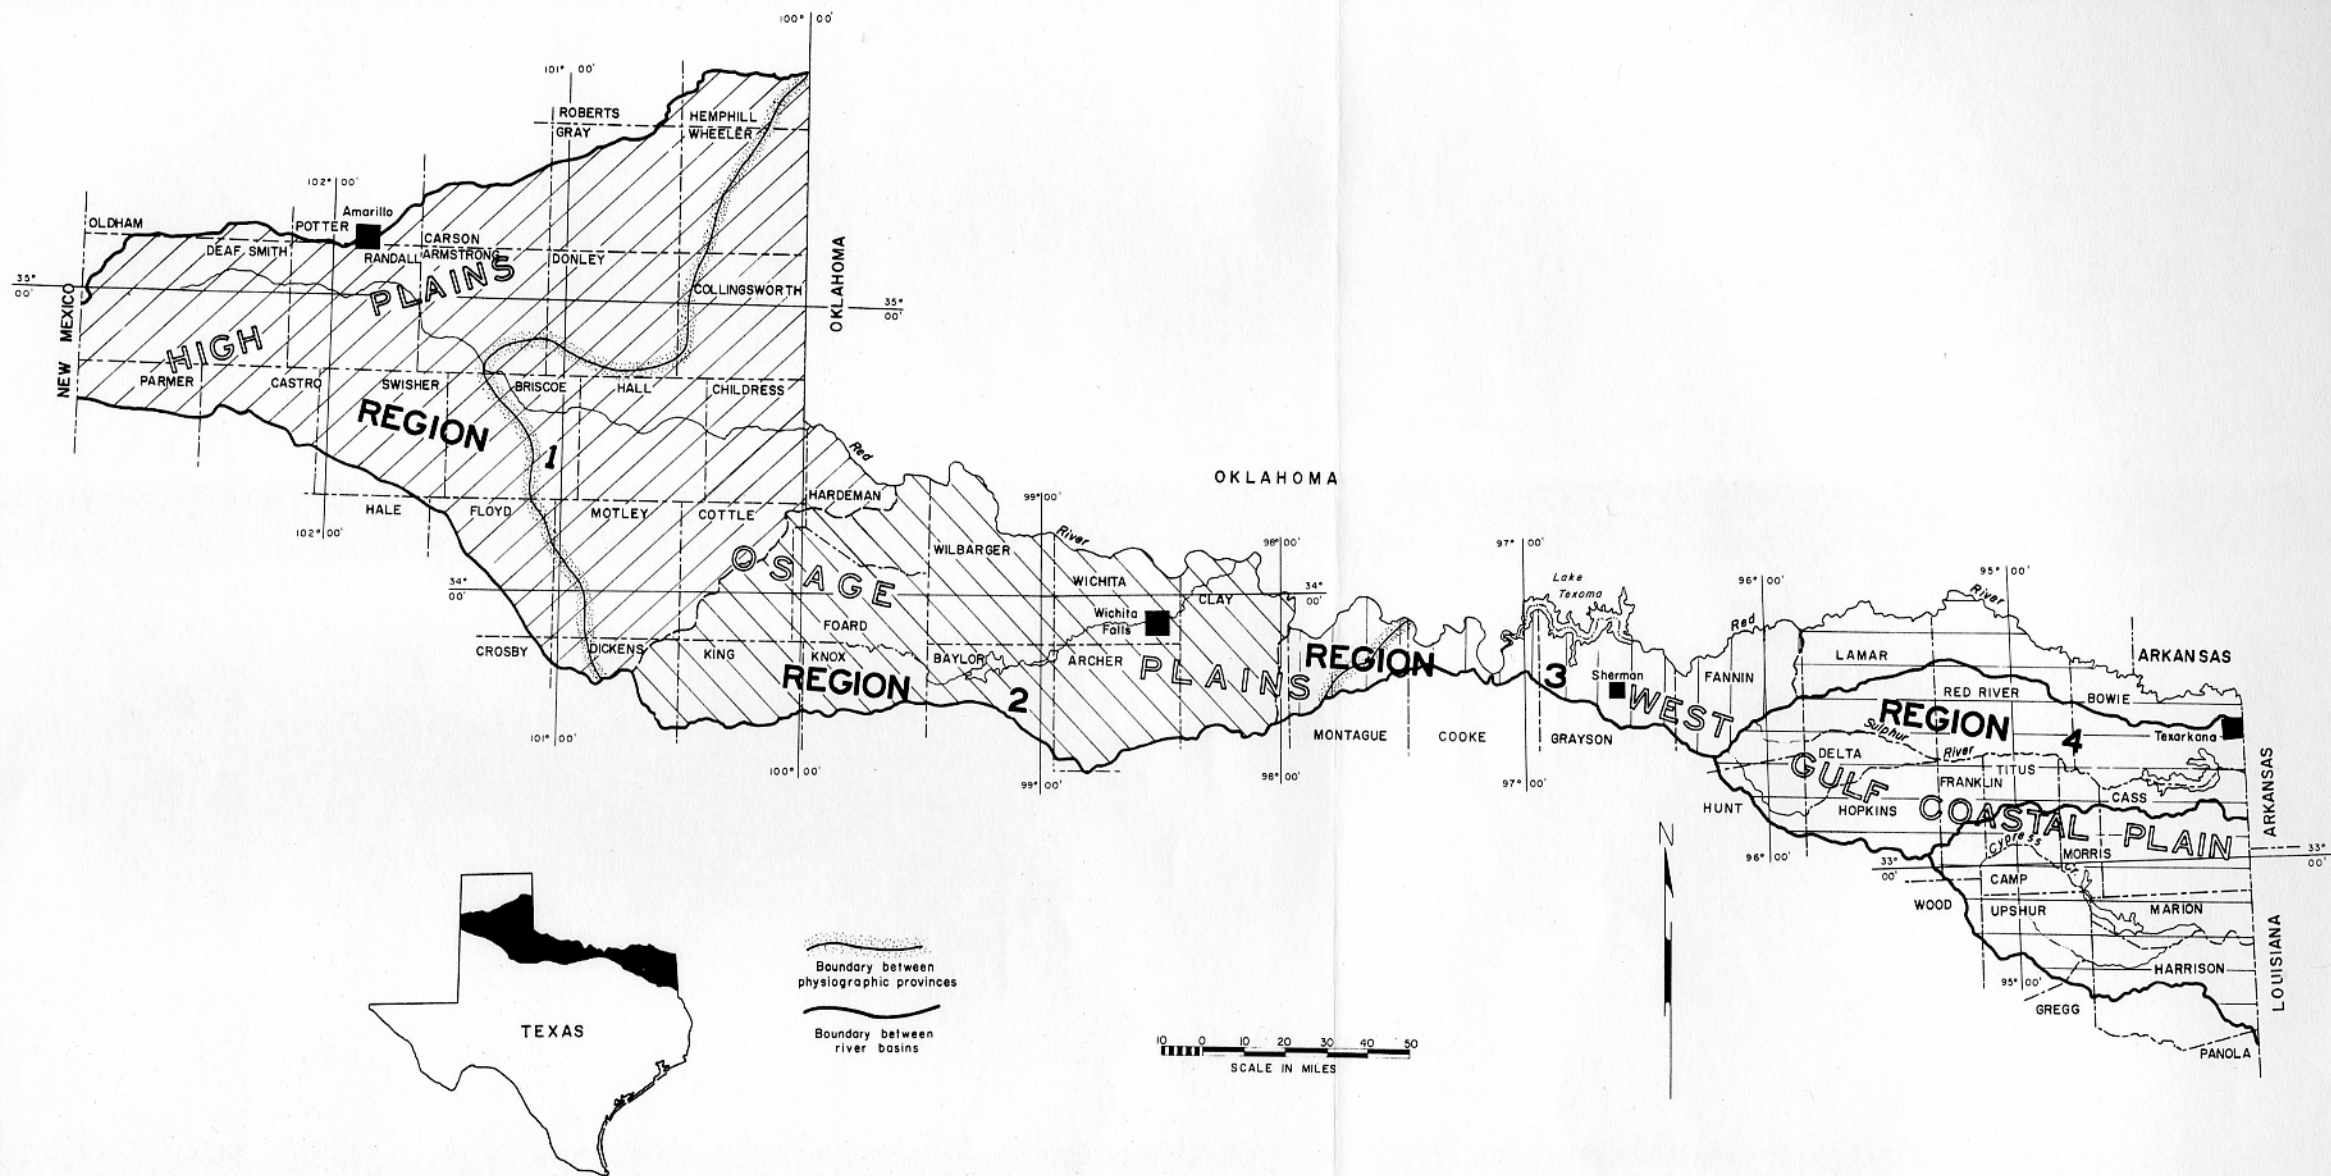 100° 00'
101° 00'
ROBERTS
GRAY
HEMPHILL
WHEELER
102° 00'
Amarillo
OLDHAM
POTTER
DEAF SMITH
RANDALL
CARSON
ARMSTRONG
DONLEY
COLLINGSWORTH
35°
00'
35°
00'
NEW MEXICO
OKLAHOMA
HIGH PLAINS
PARMER
CASTRO
SWISHER
BRISCOE
HALL
CHILDRESS
REGION
1
HALE
FLOYD
MOTLEY
COTTLE
HARDEMAN
Red
River
102° 00'
99° 00'
OKLAHOMA
98° 00'
97° 00'
96° 00'
95° 00'
OSAGE PLAINS
WILBARGER
WICHITA
CLAY
Wichita
Falls
34°
00'
34°
00'
FOARD
CROSBY
DICKENS
KING
KNOX
BAYLOR
ARCHER
REGION
2
101° 00'
100° 00'
99° 00'
98° 00'
97° 00'
REGION
3
Lake
Texoma
Sherman
MONTAGUE
COOKE
GRAYSON
FANNIN
Red
River
WEST
GULF
COASTAL PLAIN
LAMAR
RED RIVER
BOWIE
ARKANSAS
REGION
4
Texarkana
Sulphur
River
DELTA
TITUS
FRANKLIN
HOPKINS
CASS
HUNT
96° 00'
Cypress
Cr.
MORRIS
33°
00'
33°
00'
CAMP
WOOD
UPSHUR
MARION
HARRISON
95° 00'
GREGG
PANOLA
ARKANSAS
LOUISIANA
N
TEXAS
Boundary between
physiographic provinces
Boundary between
river basins
10 0 10 20 30 40 50
SCALE IN MILES